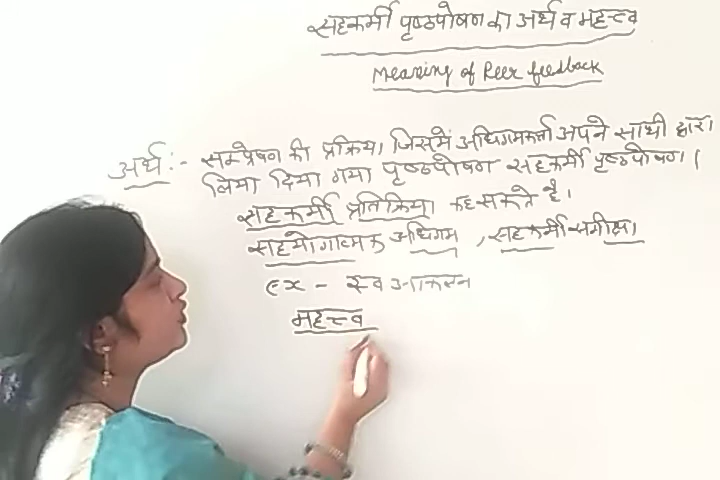 सहकर्मी पृष्ठपोषण का अर्थ व महत्त्व
Meaning of Peer feedback
अर्थ :- सम्प्रेषण की प्रक्रिया जिसमें अधिगमकर्ता अपने साथी द्वारा
लिया दिया गया पृष्ठपोषण सहकर्मी पृष्ठपोषण।
सहकर्मी प्रतिक्रिया कह सकते है।
सहयोगात्मक अधिगम, सहकर्मी समीक्षा
ex - स्व आकलन
महत्त्व